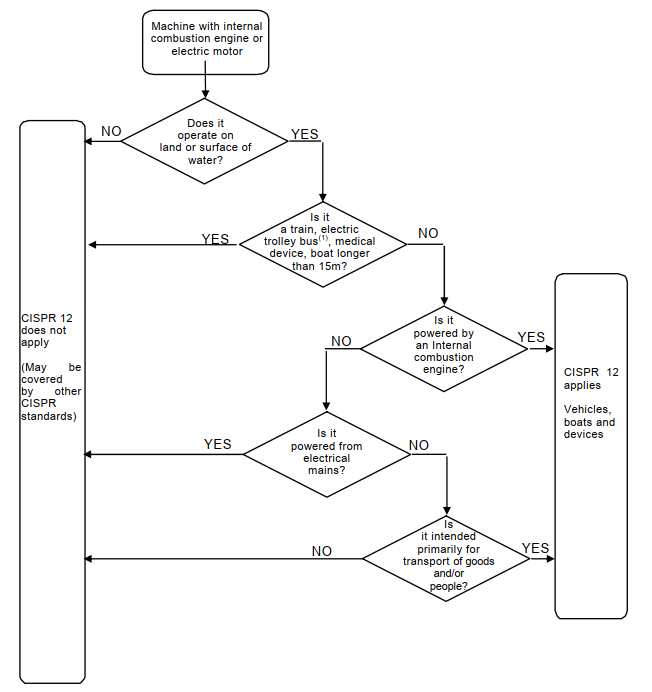 Machine with internal
combustion engine or
electric motor
Does it
operate on
land or surface of
water?
NO
YES
Is it
a train, electric
trolley bus(1), medical
device, boat longer
than 15m?
YES
NO
Is it
powered by
an Internal
combustion
engine?
NO
YES
CISPR 12
does not
apply
(May be
covered
by other
CISPR
standards)
CISPR 12
applies
Vehicles,
boats and
devices
Is it
powered from
electrical
mains?
YES
NO
Is
it intended
primarily for
transport of goods
and/or
people?
NO
YES